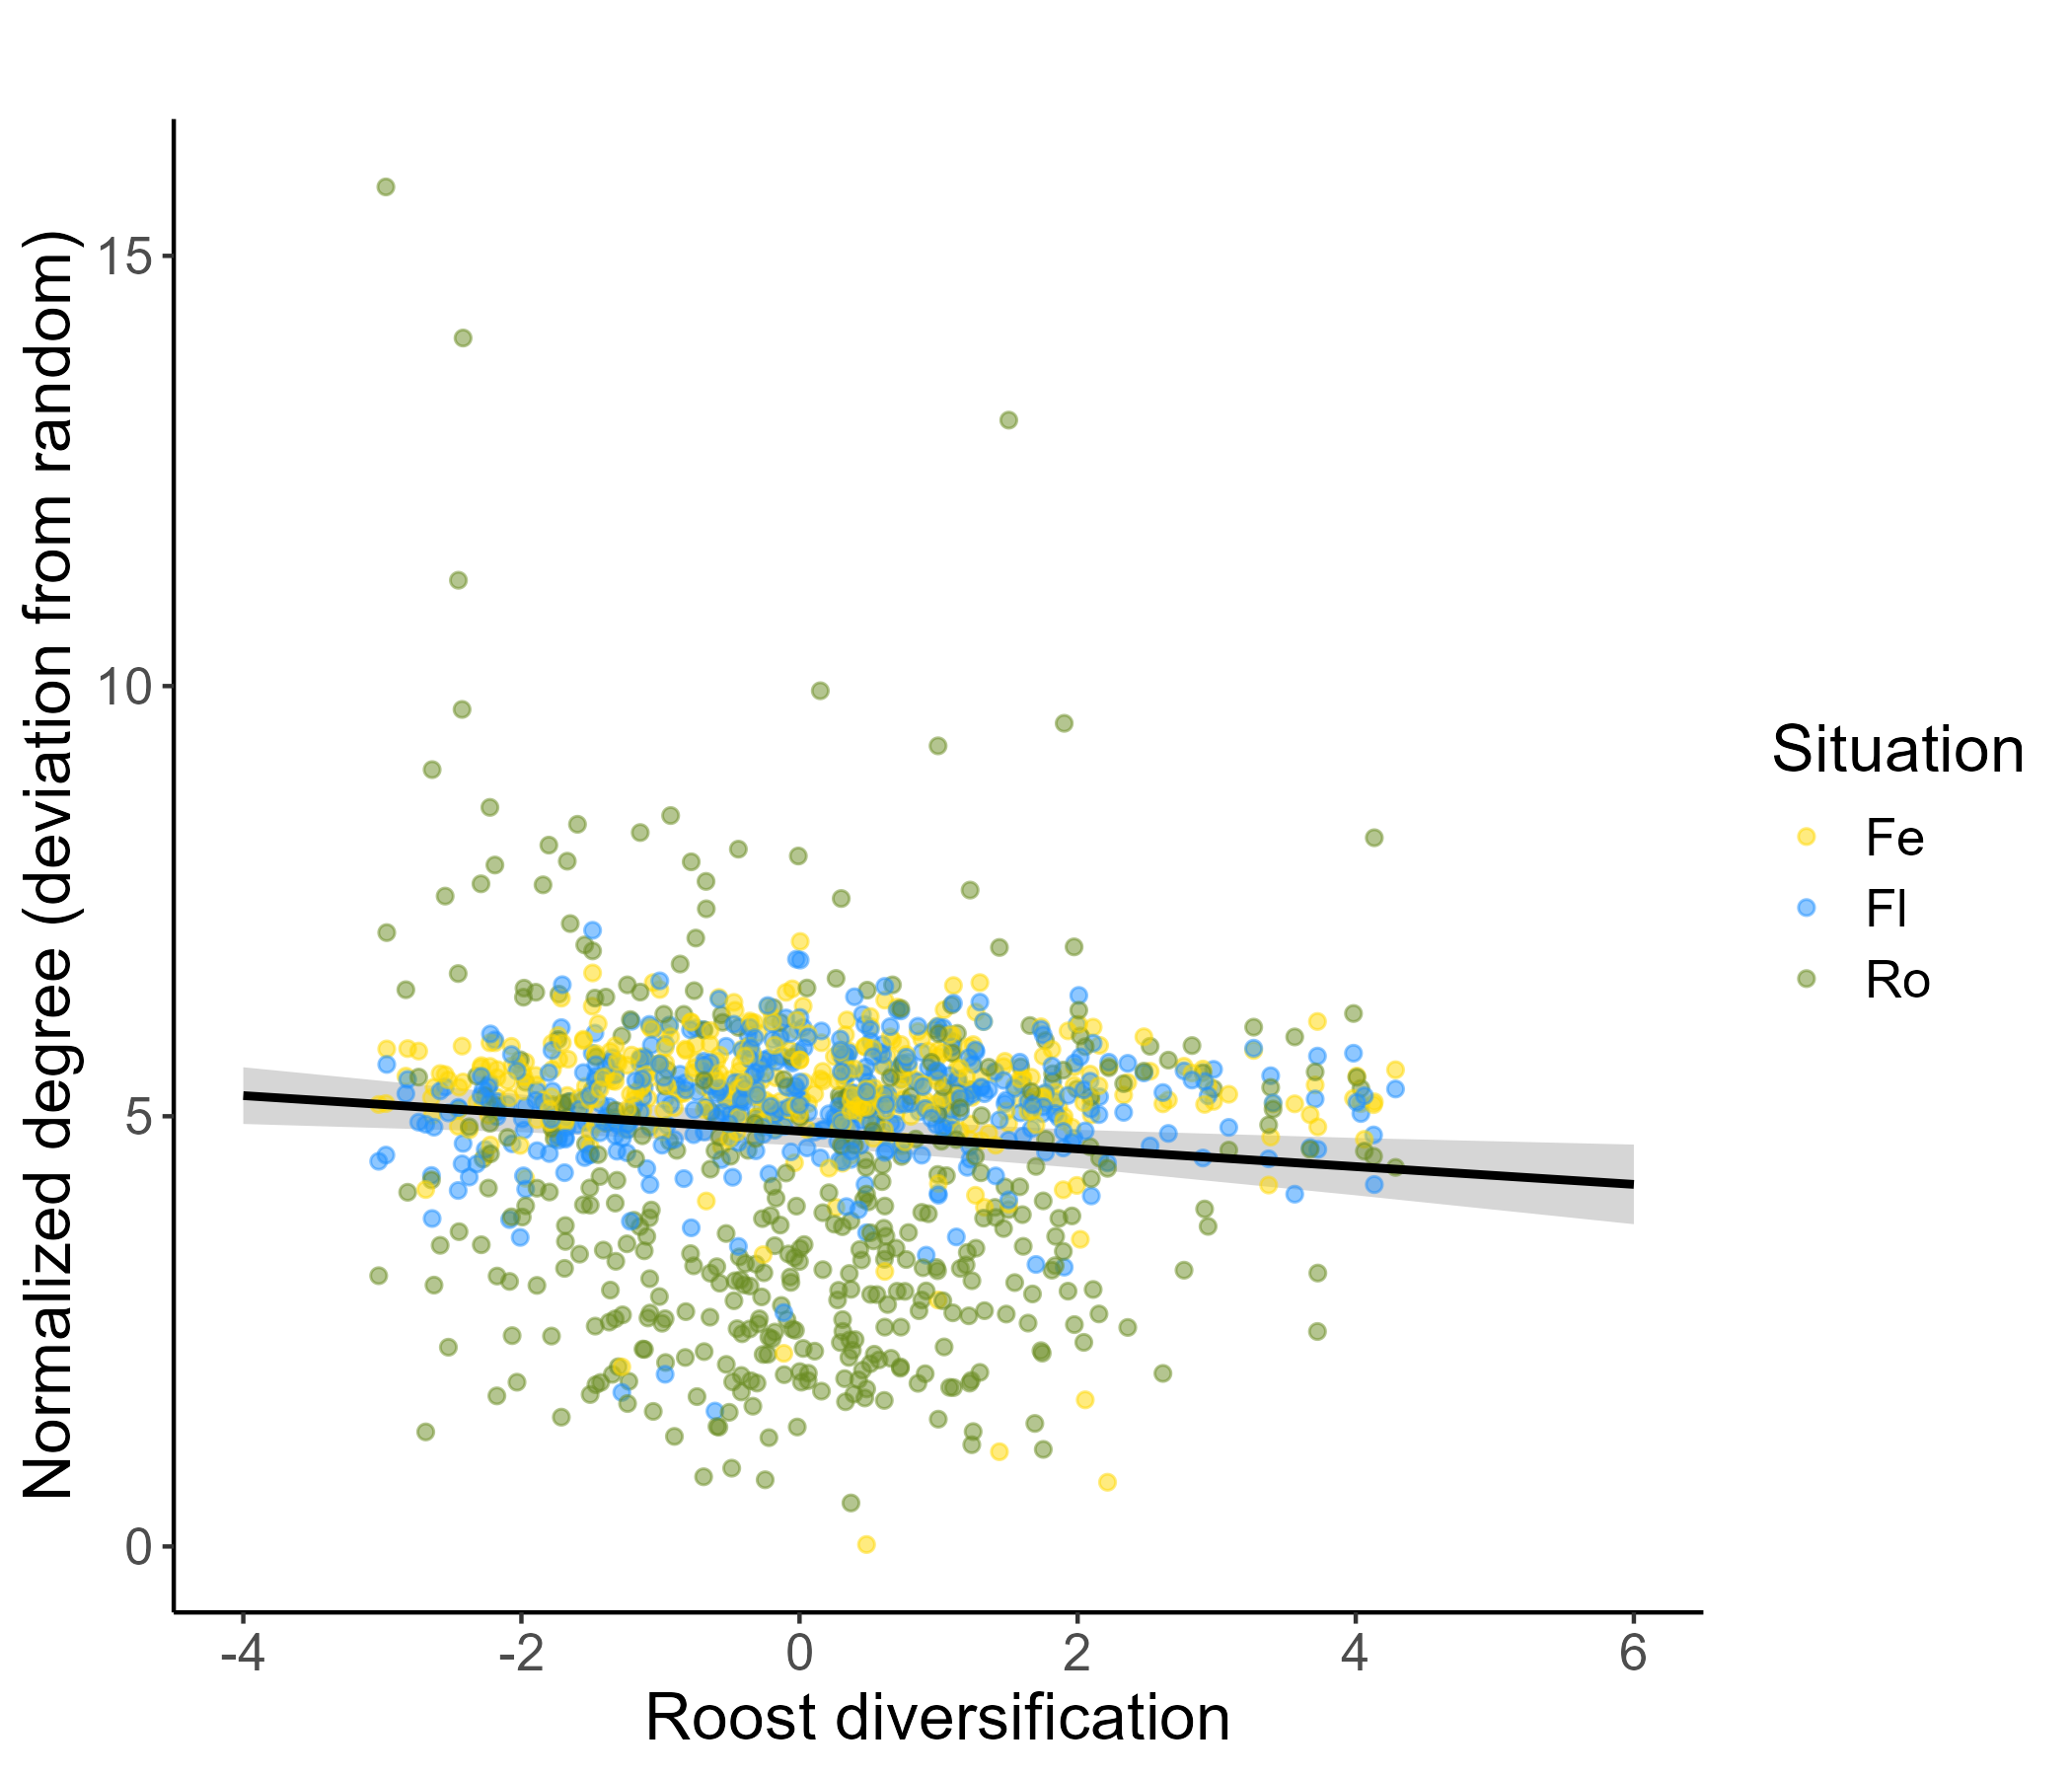 Normalized degree (deviation from random)
15
10
5
0
-4 -2 0 2 4 6
Roost diversification
Situation
Fe
Fl
Ro